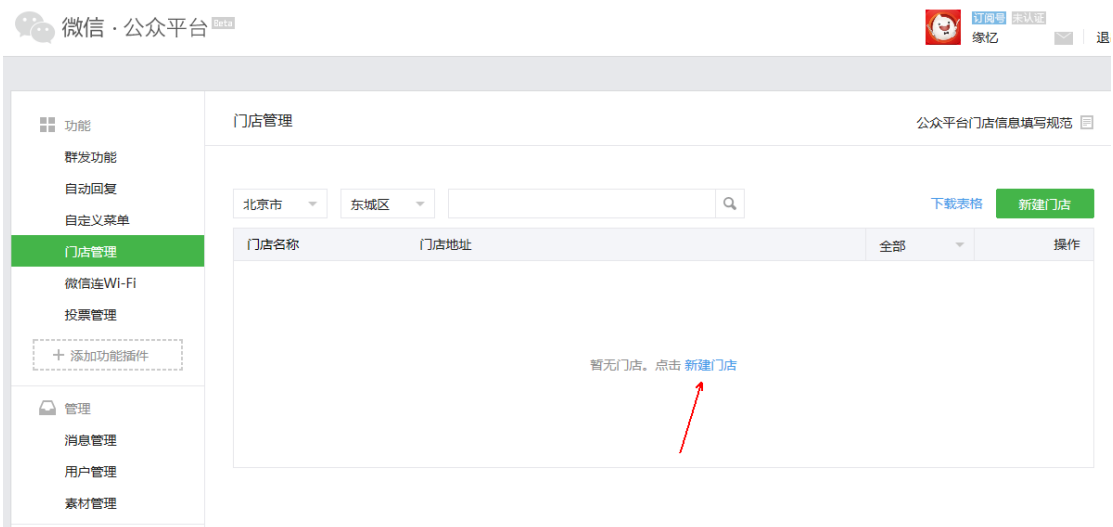 微信·公众平台 Beta
订阅号 未认证
缘忆
退
功能
群发功能
自动回复
自定义菜单
门店管理
微信连Wi-Fi
投票管理
+ 添加功能插件
管理
消息管理
用户管理
素材管理
门店管理
公众平台门店信息填写规范
北京市 东城区
下载表格 新建门店
门店名称 门店地址 全部 操作
暂无门店。点击 新建门店